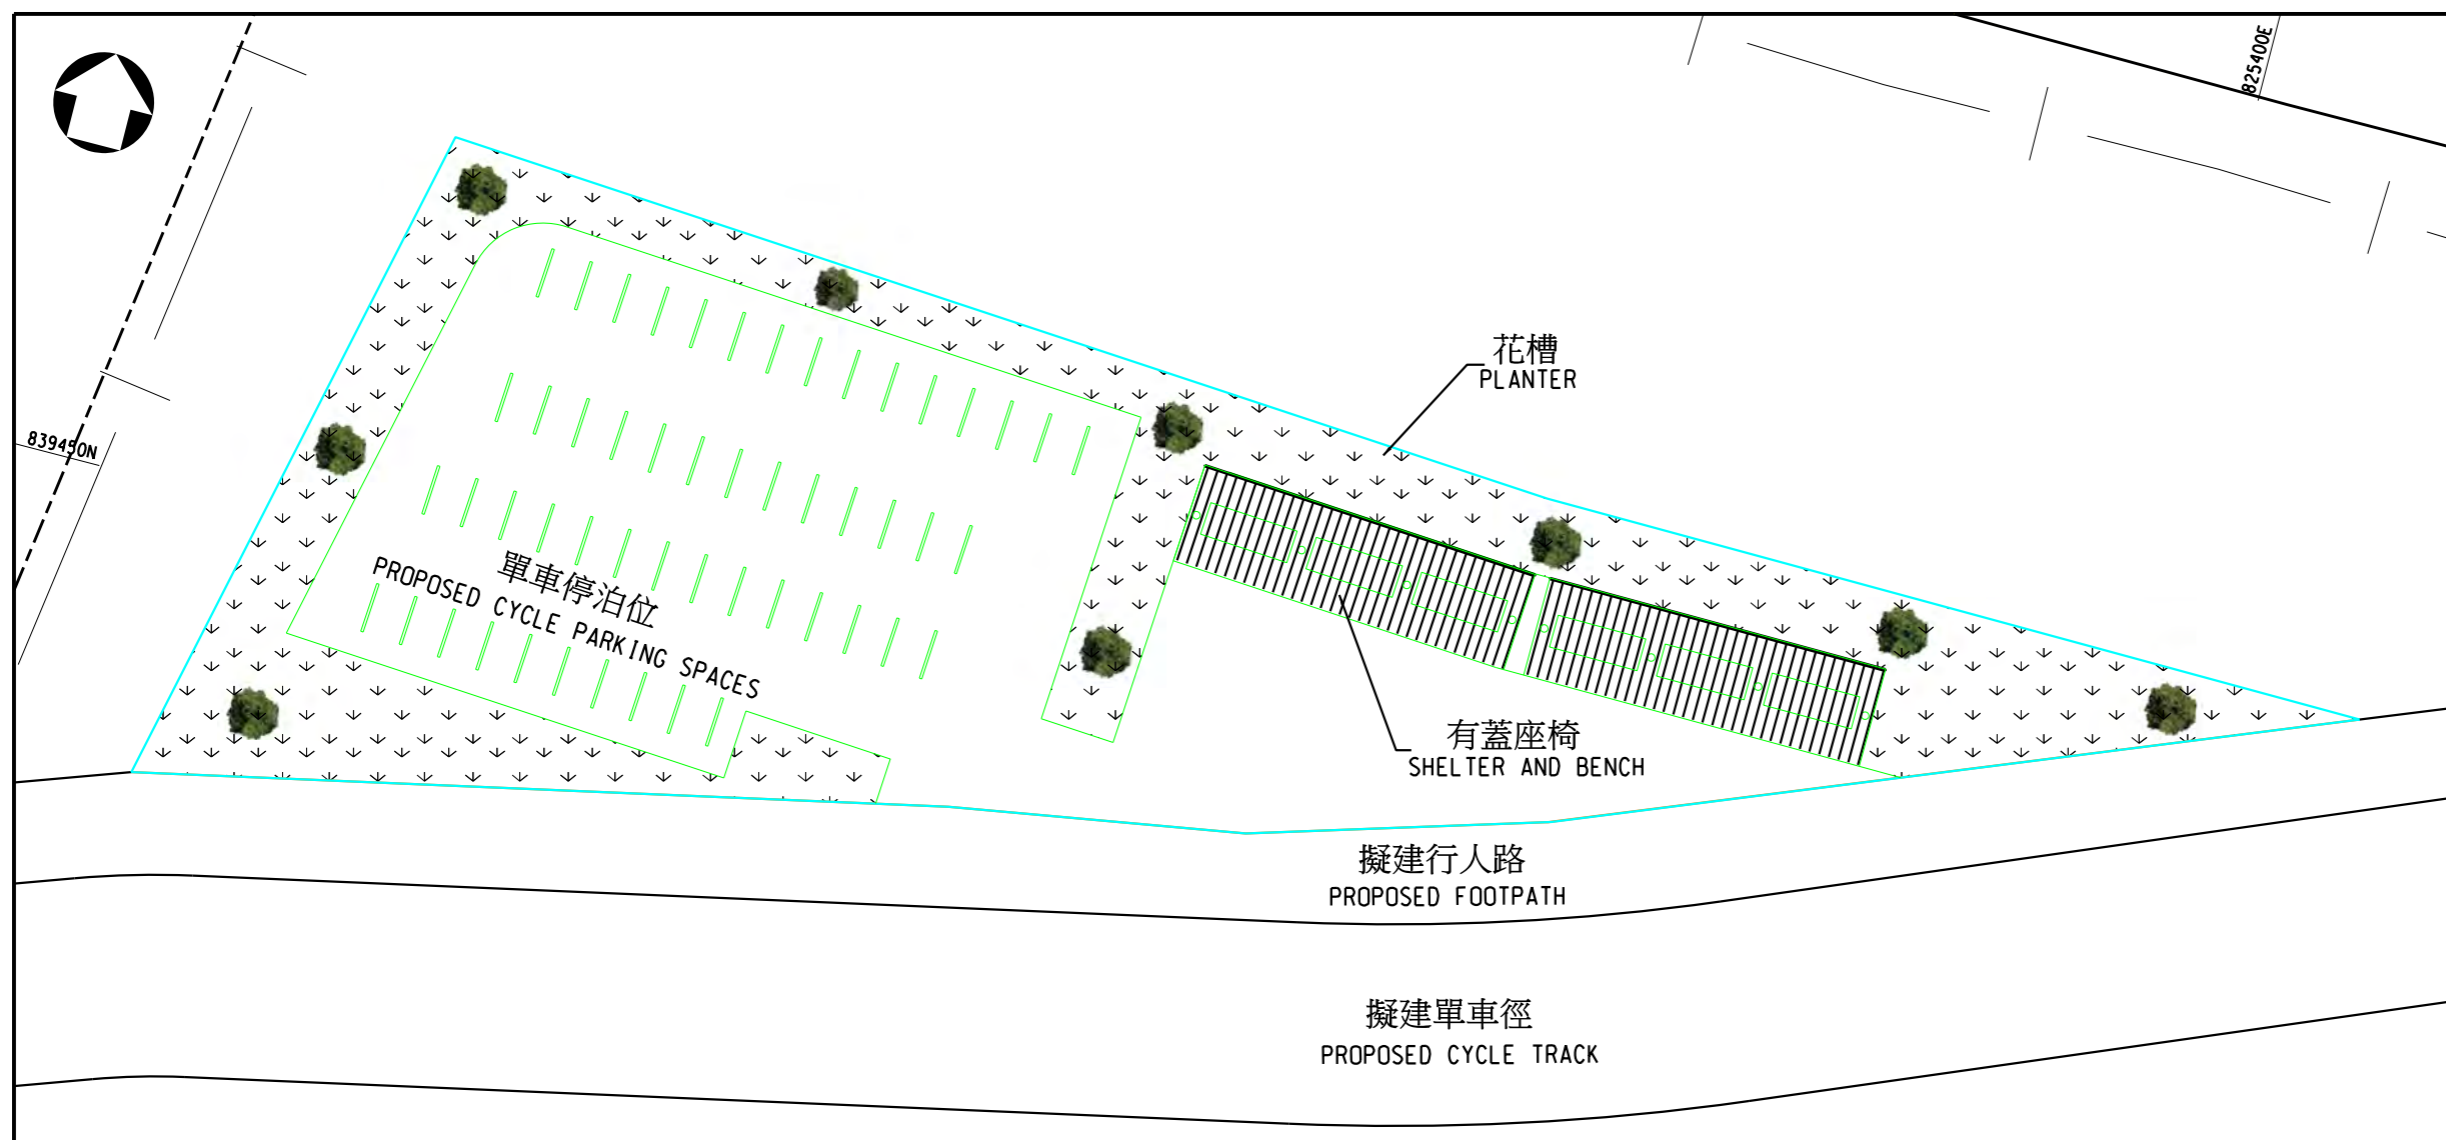 825400E
花槽
PLANTER
839450N
單車停泊位
PROPOSED CYCLE PARKING SPACES
有蓋座椅
SHELTER AND BENCH
擬建行人路
PROPOSED FOOTPATH
擬建單車徑
PROPOSED CYCLE TRACK